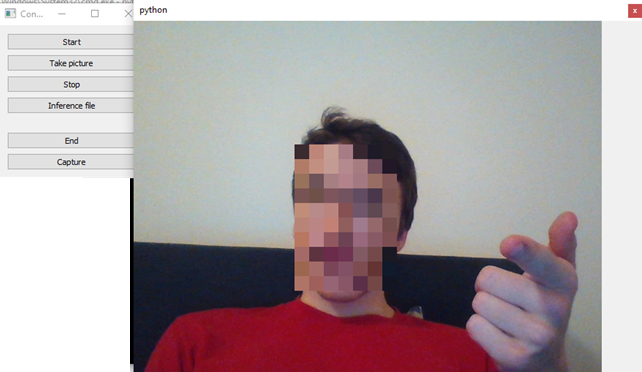 Con...
python
x
Start
Take picture
Stop
Inference file
End
Capture